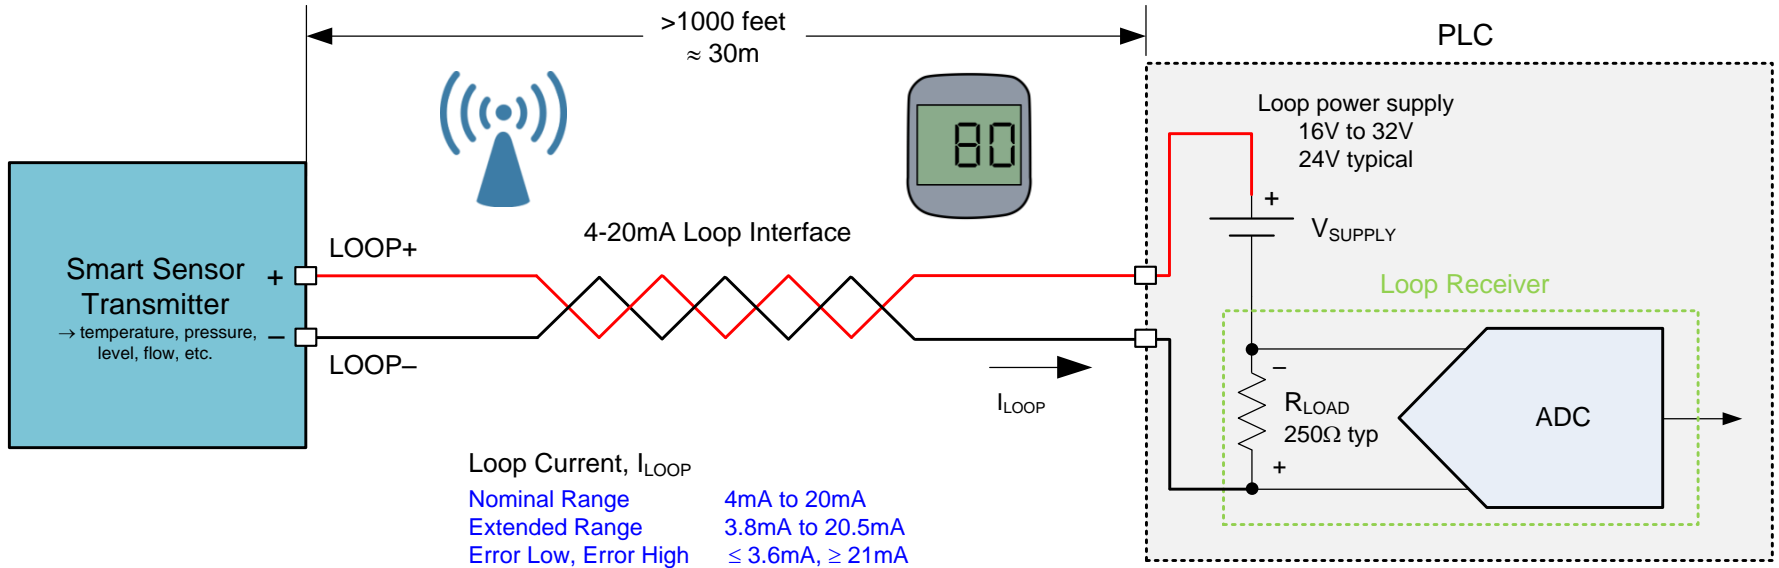 >1000 feet
≈ 30m
PLC
Loop power supply
16V to 32V
24V typical
80
+
VSUPPLY
4-20mA Loop Interface
LOOP+
Smart Sensor
Transmitter
→ temperature, pressure,
level, flow, etc.
+
–
LOOP–
Loop Receiver
–
RLOAD
250Ω typ
+
ADC
ILOOP
Loop Current, ILOOP
Nominal Range 4mA to 20mA
Extended Range 3.8mA to 20.5mA
Error Low, Error High ≤ 3.6mA, ≥ 21mA